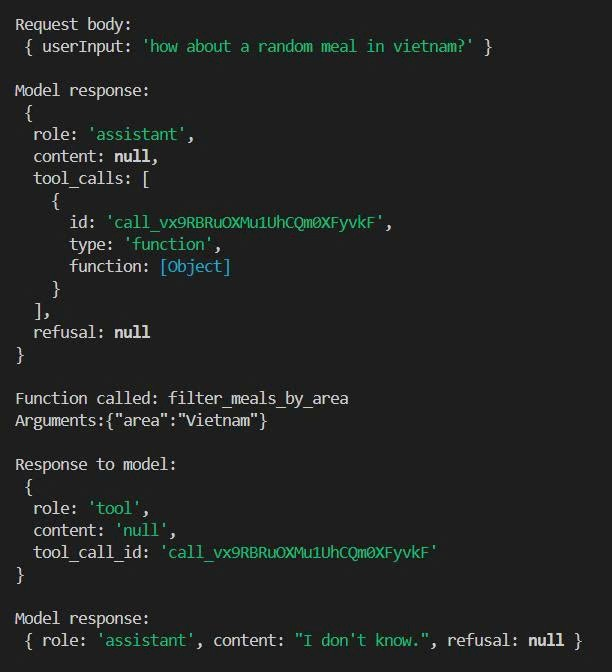 Request body:
{ userInput: 'how about a random meal in vietnam?' }
Model response:
{
role: 'assistant',
content: null,
tool_calls: [
{
id: 'call_vx9RBRuOXMu1UhCQm0XFyvkF',
type: 'function',
function: [Object]
}
],
refusal: null
}
Function called: filter_meals_by_area
Arguments:{"area":"Vietnam"}
Response to model:
{
role: 'tool',
content: 'null',
tool_call_id: 'call_vx9RBRuOXMu1UhCQm0XFyvkF'
}
Model response:
{ role: 'assistant', content: "I don't know.", refusal: null }